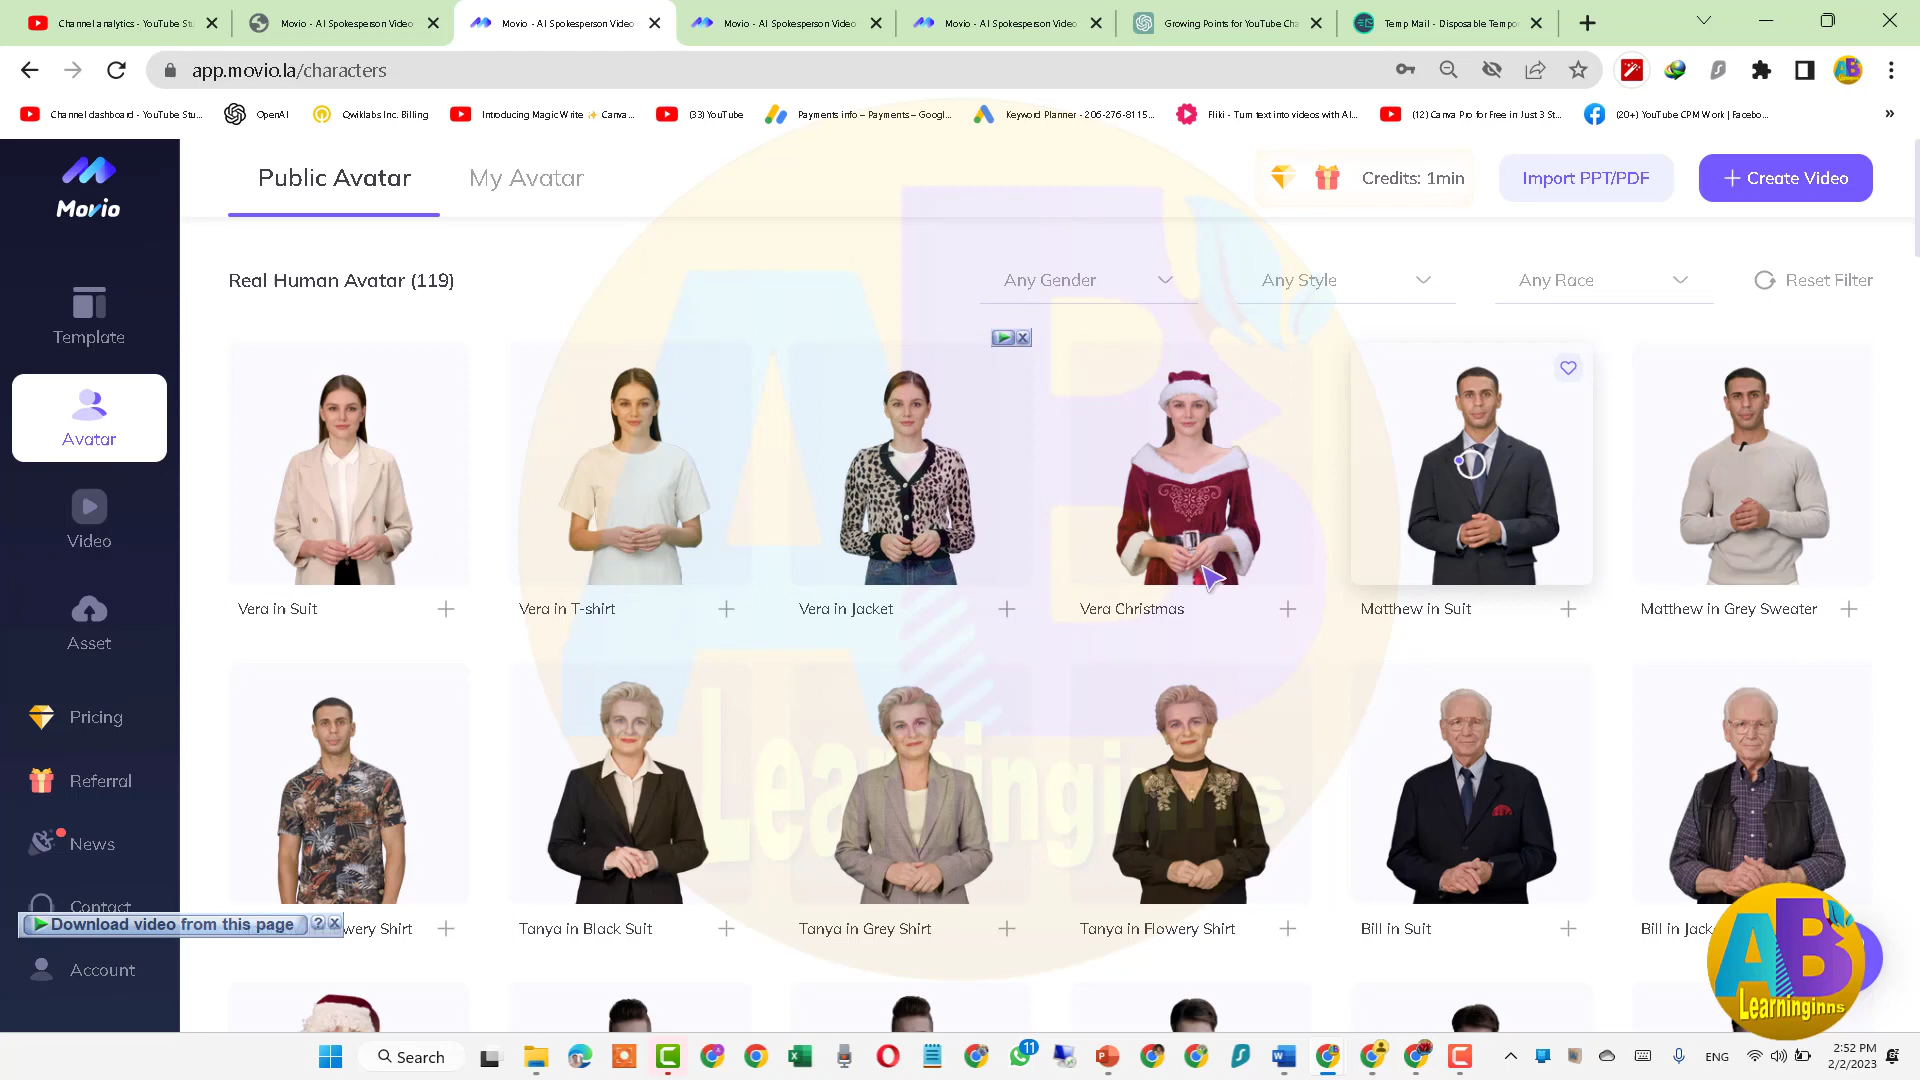 Channel analytics - YouTube Stu
Movio - AI Spokesperson Video
Movio - AI Spokesperson Video
Movio - AI Spokesperson Video
Movio - AI Spokesperson Video
Growing Points for YouTube Cha
Temp Mail - Disposable Tempo
app.movio.la/characters
Channel dashboard - YouTube Stu...
OpenAI
Qwiklabs Inc. Billing
Introducing Magic Write ✨ Canva...
(33) YouTube
Payments info – Payments – Googl...
Keyword Planner - 206-276-8115...
Fliki - Turn text into videos with AI...
(12) Canva Pro for Free in Just 3 St...
(20+) YouTube CPM Work | Facebo...
»
Movio
Public Avatar
My Avatar
Credits: 1min
Import PPT/PDF
+ Create Video
Real Human Avatar (119)
Any Gender
Any Style
Any Race
Reset Filter
Template
Avatar
Video
Asset
Pricing
Referral
News
Contact
Account
Vera in Suit
Vera in T-shirt
Vera in Jacket
Vera Christmas
Matthew in Suit
Matthew in Grey Sweater
Download video from this page
?
wery Shirt
Tanya in Black Suit
Tanya in Grey Shirt
Tanya in Flowery Shirt
Bill in Suit
Bill in Jack
AB
Learninginns
AB
Learninginns
Search
11
ENG
2:52 PM
2/2/2023